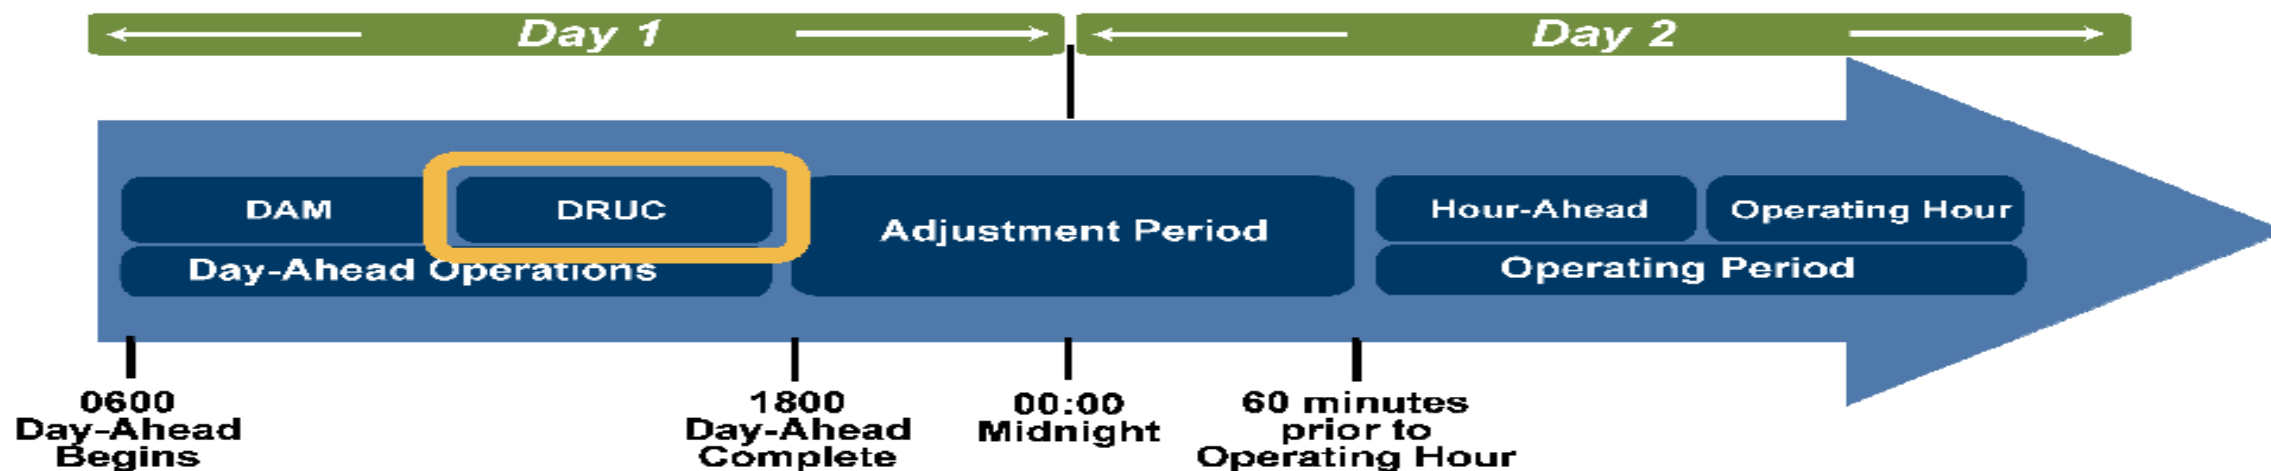 Day 1
Day 2
DAM
DRUC
Day-Ahead Operations
Adjustment Period
Hour-Ahead
Operating Hour
Operating Period
0600
Day-Ahead
Begins
1800
Day-Ahead
Complete
00:00
Midnight
60 minutes
prior to
Operating Hour